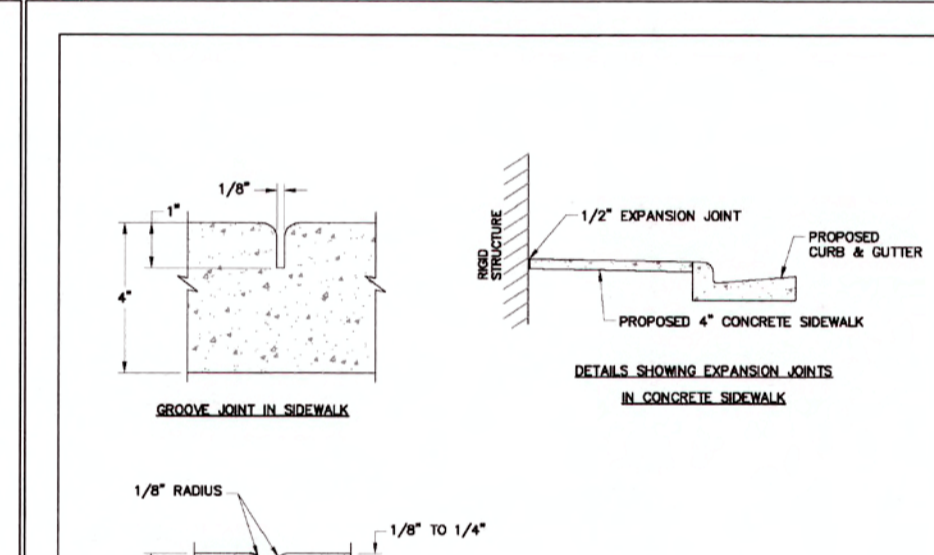 1/8"
1"
4"
GROOVE JOINT IN SIDEWALK
RIGID
STRUCTURE
1/2" EXPANSION JOINT
PROPOSED
CURB & GUTTER
PROPOSED 4" CONCRETE SIDEWALK
DETAILS SHOWING EXPANSION JOINTS
IN CONCRETE SIDEWALK
1/8" RADIUS
1/8" TO 1/4"